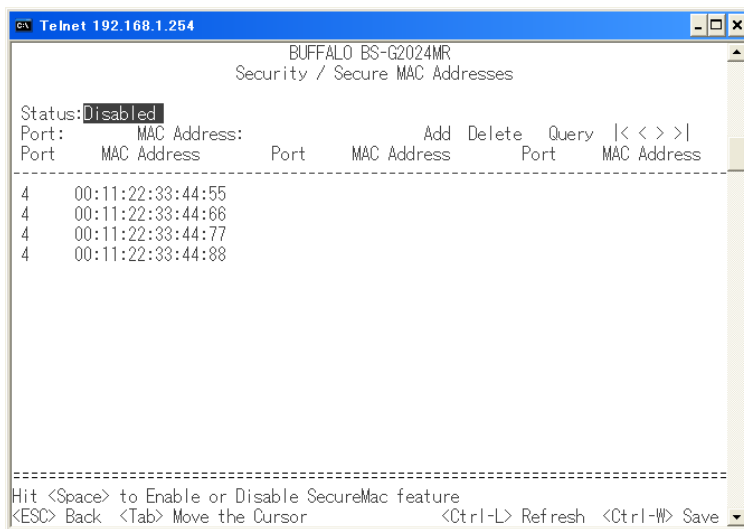 Telnet 192.168.1.254
BUFFALO BS-G2024MR
Security / Secure MAC Addresses
Status:Disabled
Port: MAC Address: Add Delete Query |< < > >|
Port MAC Address Port MAC Address Port MAC Address
4 00:11:22:33:44:55
4 00:11:22:33:44:66
4 00:11:22:33:44:77
4 00:11:22:33:44:88
Hit <Space> to Enable or Disable SecureMac feature
<ESC> Back <Tab> Move the Cursor <Ctrl-L> Refresh <Ctrl-W> Save